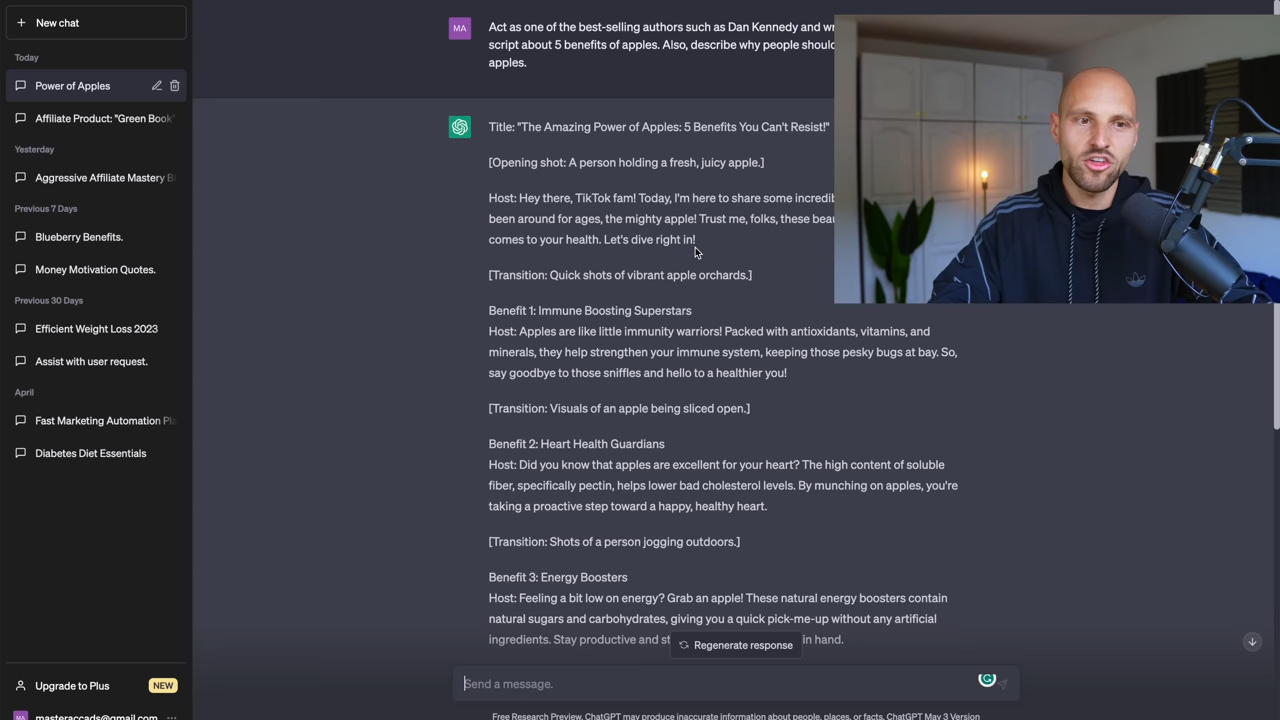 New chat
Today
Power of Apples
Affiliate Product: "Green Book"
Yesterday
Aggressive Affiliate Mastery B
Previous 7 Days
Blueberry Benefits.
Money Motivation Quotes.
Previous 30 Days
Efficient Weight Loss 2023
Assist with user request.
April
Fast Marketing Automation Pl
Diabetes Diet Essentials
Upgrade to Plus
NEW
MA
masteraccads@gmail.com
MA
Act as one of the best-selling authors such as Dan Kennedy and
script about 5 benefits of apples. Also, describe why people
apples.
Title: "The Amazing Power of Apples: 5 Benefits You Can't Resist!"
[Opening shot: A person holding a fresh, juicy apple.]
Host: Hey there, TikTok fam! Today, I'm here to share some
been around for ages, the mighty apple! Trust me, folks, these
comes to your health. Let's dive right in!
[Transition: Quick shots of vibrant apple orchards.]
Benefit 1: Immune Boosting Superstars
Host: Apples are like little immunity warriors! Packed with antioxidants, vitamins, and
minerals, they help strengthen your immune system, keeping those pesky bugs at bay. So,
say goodbye to those sniffles and hello to a healthier you!
[Transition: Visuals of an apple being sliced open.]
Benefit 2: Heart Health Guardians
Host: Did you know that apples are excellent for your heart? The high content of soluble
fiber, specifically pectin, helps lower bad cholesterol levels. By munching on apples, you're
taking a proactive step toward a happy, healthy heart.
[Transition: Shots of a person jogging outdoors.]
Benefit 3: Energy Boosters
Host: Feeling a bit low on energy? Grab an apple! These natural energy boosters contain
natural sugars and carbohydrates, giving you a quick pick-me-up without any artificial
ingredients. Stay productive and in hand.
Regenerate response
Send a message.
Free Research Preview. ChatGPT may produce inaccurate information about people, places, or facts. ChatGPT May 3 Version